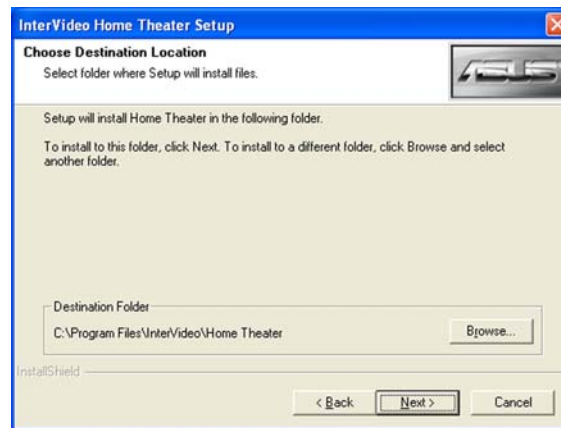 InterVideo Home Theater Setup
Choose Destination Location
Select folder where Setup will install files.
ASUS
Setup will install Home Theater in the following folder.
To install to this folder, click Next. To install to a different folder, click Browse and select
another folder.
Destination Folder
C:\Program Files\InterVideo\Home Theater
Browse...
InstallShield
< Back
Next >
Cancel